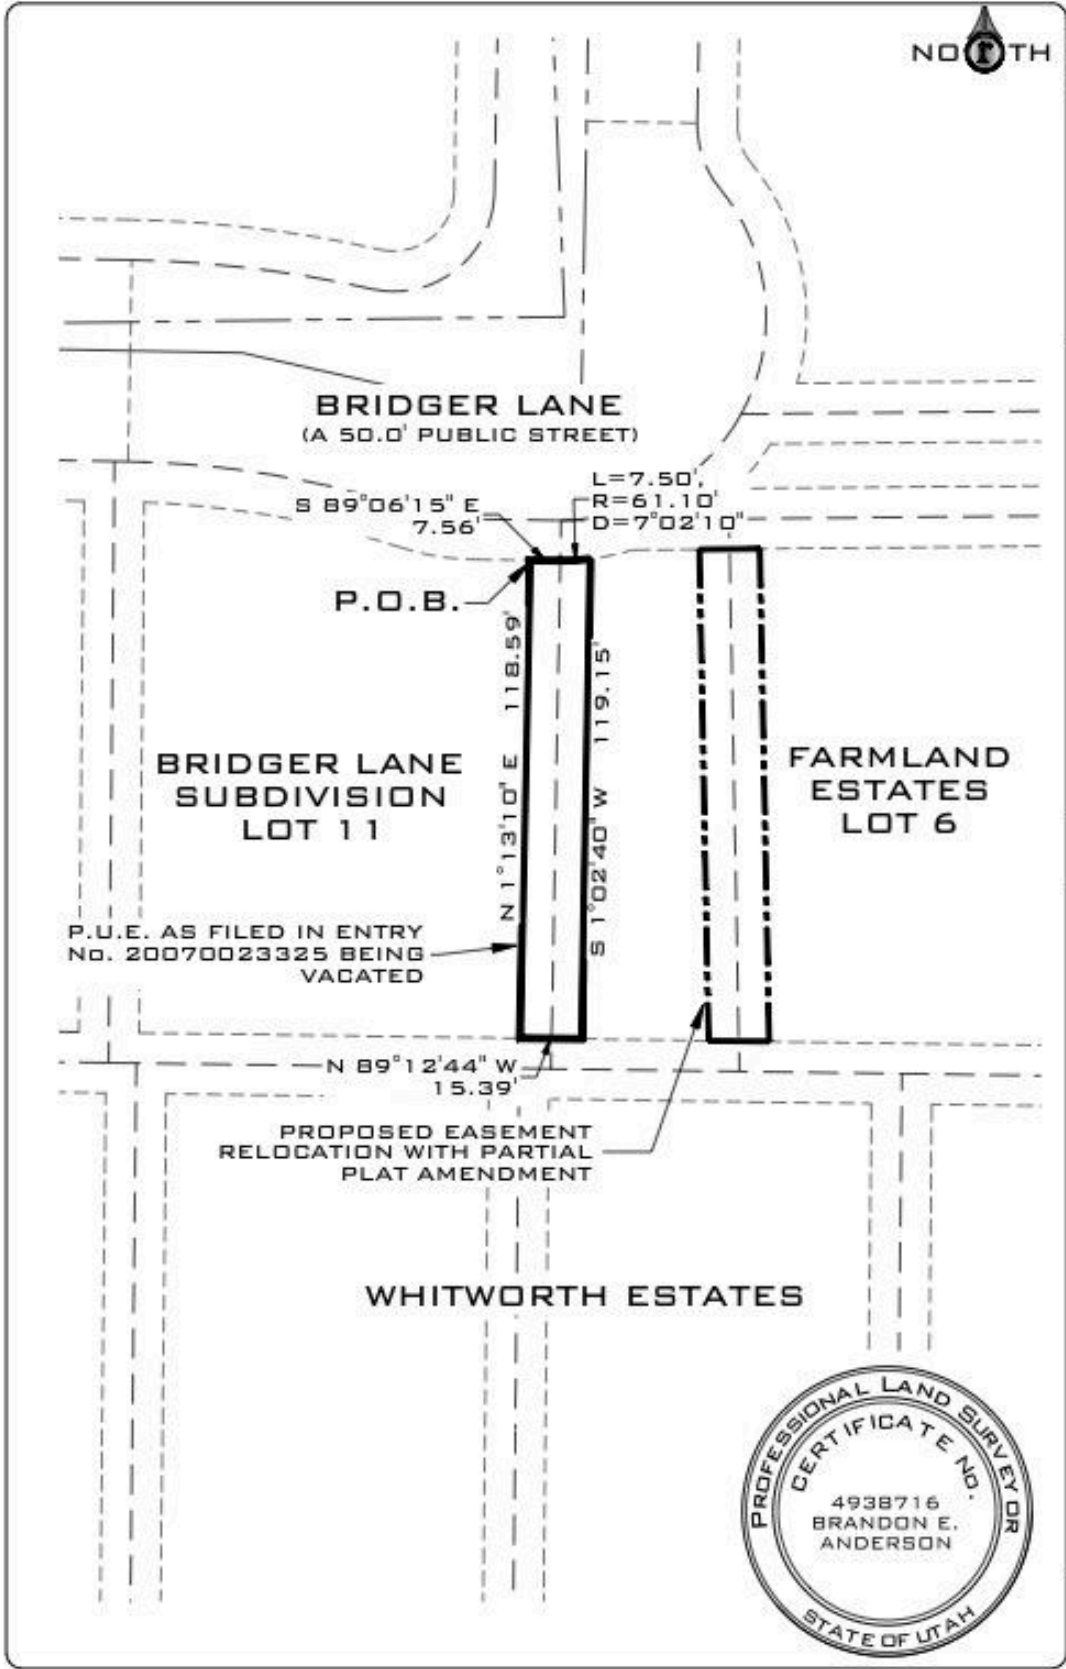 NORTH
BRIDGER LANE
(A 50.0' PUBLIC STREET)
S 89°06'15" E
7.56'
L=7.50',
R=61.10'
D=7°02'10"
P.O.B.
N 1°13'10" E 118.59'
S 1°02'40" W 119.15'
BRIDGER LANE
SUBDIVISION
LOT 11
FARMLAND
ESTATES
LOT 6
P.U.E. AS FILED IN ENTRY
No. 20070023325 BEING
VACATED
N 89°12'44" W
15.39'
PROPOSED EASEMENT
RELOCATION WITH PARTIAL
PLAT AMENDMENT
WHITWORTH ESTATES
PROFESSIONAL LAND SURVEYOR
CERTIFICATE No.
4938716
BRANDON E.
ANDERSON
STATE OF UTAH